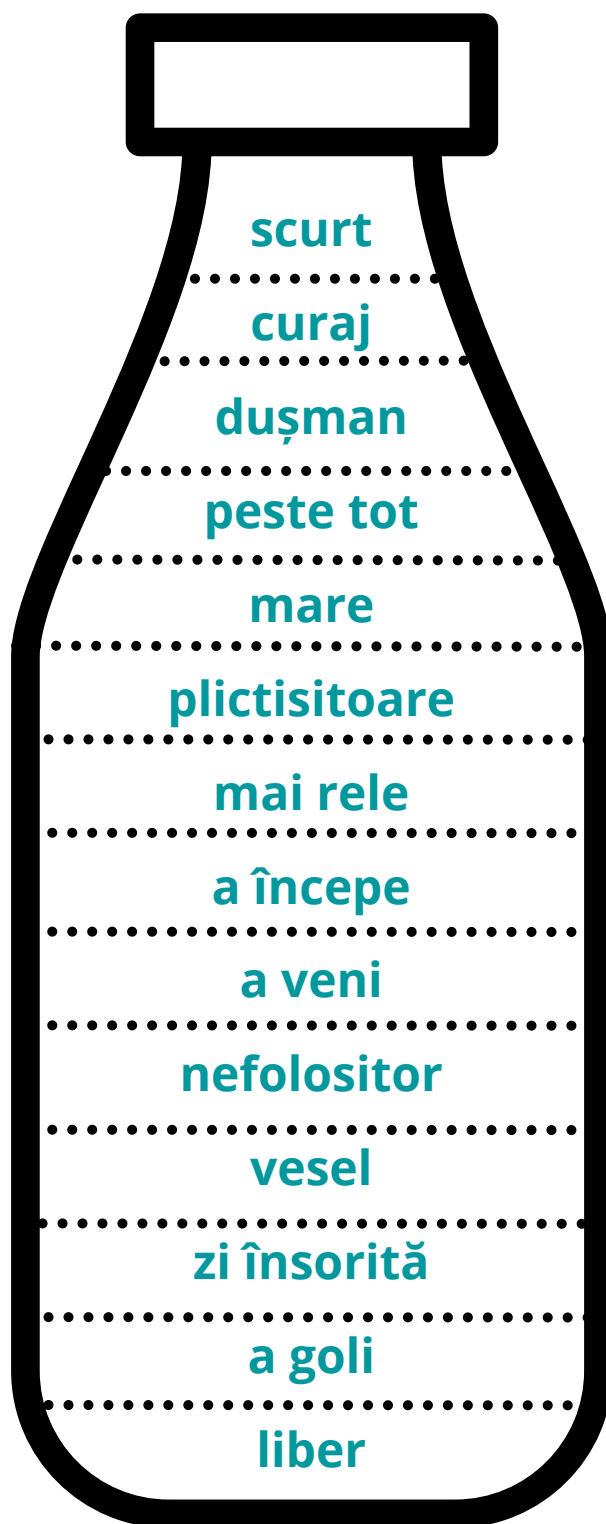 scurt
curaj
dușman
peste tot
mare
plictisitoare
mai rele
a începe
a veni
nefolositor
vesel
zi însorită
a goli
liber